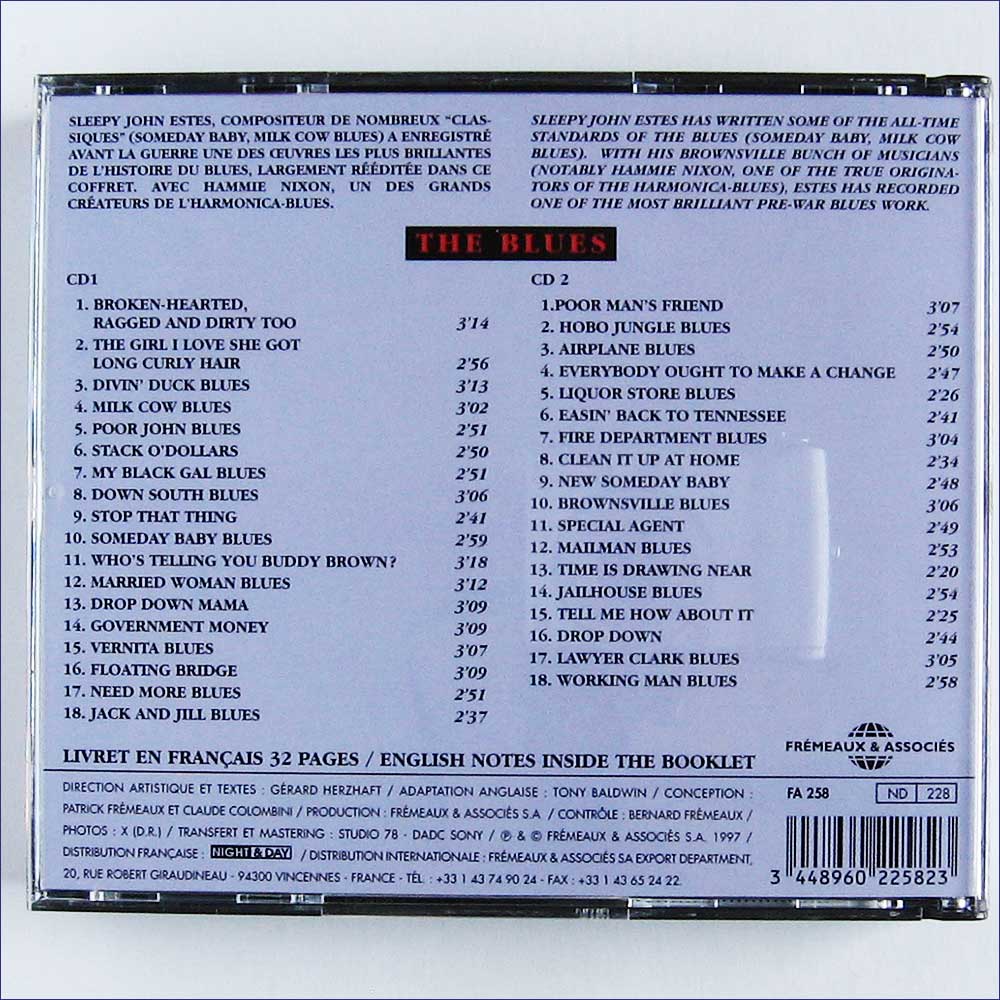 SLEEPY JOHN ESTES, COMPOSITEUR DE NOMBREUX “CLAS-
SIQUES” (SOMEDAY BABY, MILK COW BLUES) A ENREGISTRÉ
AVANT LA GUERRE UNE DES ŒUVRES LES PLUS BRILLANTES
DE L'HISTOIRE DU BLUES, LARGEMENT RÉÉDITÉE DANS CE
COFFRET. AVEC HAMMIE NIXON, UN DES GRANDS
CRÉATEURS DE L'HARMONICA-BLUES.
SLEEPY JOHN ESTES HAS WRITTEN SOME OF THE ALL-TIME
STANDARDS OF THE BLUES (SOMEDAY BABY, MILK COW
BLUES). WITH HIS BROWNSVILLE BUNCH OF MUSICIANS
(NOTABLY HAMMIE NIXON, ONE OF THE TRUE ORIGINA-
TORS OF THE HARMONICA-BLUES), ESTES HAS RECORDED
ONE OF THE MOST BRILLIANT PRE-WAR BLUES WORK.
THE BLUES
CD1
1. BROKEN-HEARTED,
RAGGED AND DIRTY TOO 3'14
2. THE GIRL I LOVE SHE GOT
LONG CURLY HAIR 2'56
3. DIVIN' DUCK BLUES 3'13
4. MILK COW BLUES 3'02
5. POOR JOHN BLUES 2'51
6. STACK O'DOLLARS 2'50
7. MY BLACK GAL BLUES 2'51
8. DOWN SOUTH BLUES 3'06
9. STOP THAT THING 2'41
10. SOMEDAY BABY BLUES 2'59
11. WHO'S TELLING YOU BUDDY BROWN? 3'18
12. MARRIED WOMAN BLUES 3'12
13. DROP DOWN MAMA 3'09
14. GOVERNMENT MONEY 3'09
15. VERNITA BLUES 3'07
16. FLOATING BRIDGE 3'09
17. NEED MORE BLUES 2'51
18. JACK AND JILL BLUES 2'37
CD 2
1.POOR MAN'S FRIEND 3'07
2. HOBO JUNGLE BLUES 2'54
3. AIRPLANE BLUES 2'50
4. EVERYBODY OUGHT TO MAKE A CHANGE 2'47
5. LIQUOR STORE BLUES 2'26
6. EASIN' BACK TO TENNESSEE 2'41
7. FIRE DEPARTMENT BLUES 3'04
8. CLEAN IT UP AT HOME 2'34
9. NEW SOMEDAY BABY 2'48
10. BROWNSVILLE BLUES 3'06
11. SPECIAL AGENT 2'49
12. MAILMAN BLUES 2'53
13. TIME IS DRAWING NEAR 2'20
14. JAILHOUSE BLUES 2'54
15. TELL ME HOW ABOUT IT 2'25
16. DROP DOWN 2'44
17. LAWYER CLARK BLUES 3'05
18. WORKING MAN BLUES 2'58
FRÉMEAUX & ASSOCIÉS
LIVRET EN FRANÇAIS 32 PAGES / ENGLISH NOTES INSIDE THE BOOKLET
DIRECTION ARTISTIQUE ET TEXTES : GÉRARD HERZHAFT / ADAPTATION ANGLAISE : TONY BALDWIN / CONCEPTION :
PATRICK FRÉMEAUX ET CLAUDE COLOMBINI / PRODUCTION : FRÉMEAUX & ASSOCIÉS S.A / CONTRÔLE : BERNARD FRÉMEAUX /
PHOTOS : X (D.R.) / TRANSFERT ET MASTERING : STUDIO 78 - DADC SONY / ℗ & © FRÉMEAUX & ASSOCIÉS S.A. 1997 /
DISTRIBUTION FRANÇAISE : NIGHT & DAY / DISTRIBUTION INTERNATIONALE : FRÉMEAUX & ASSOCIÉS SA EXPORT DEPARTMENT,
20, RUE ROBERT GIRAUDINEAU - 94300 VINCENNES - FRANCE - TÉL : +33 1 43 74 90 24 - FAX : +33 1 43 65 24 22.
FA 258 ND 228
3 448960 225823